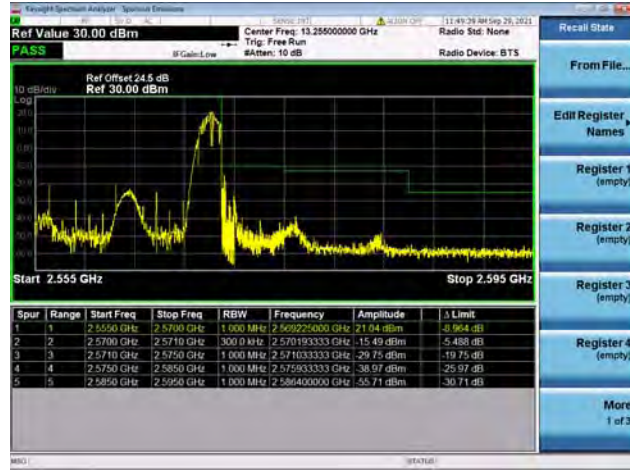 Keysight Spectrum Analyzer - Spurious Emissions
RF 50 Ω AC SENSE:INT ALIGN OFF 11:49:39 AM Sep 29, 2021
Ref Value 30.00 dBm Center Freq: 13.255000000 GHz Radio Std: None
Trig: Free Run
PASS IFGain:Low #Atten: 10 dB Radio Device: BTS
Ref Offset 24.5 dB
10 dB/div Ref 30.00 dBm
Log
Start 2.555 GHz Stop 2.595 GHz
Spur Range Start Freq Stop Freq RBW Frequency Amplitude Δ Limit
1 1 2.5550 GHz 2.5700 GHz 1.000 MHz 2.569225000 GHz 21.04 dBm -8.964 dB
2 2 2.5700 GHz 2.5710 GHz 300.0 kHz 2.570193333 GHz -15.49 dBm -5.488 dB
3 3 2.5710 GHz 2.5750 GHz 1.000 MHz 2.571033333 GHz -29.75 dBm -19.75 dB
4 4 2.5750 GHz 2.5850 GHz 1.000 MHz 2.575933333 GHz -38.97 dBm -25.97 dB
5 5 2.5850 GHz 2.5950 GHz 1.000 MHz 2.586400000 GHz -55.71 dBm -30.71 dB
MSG STATUS
Recall State
From File...
Edit Register
Names
Register 1
(empty)
Register 2
(empty)
Register 3
(empty)
Register 4
(empty)
More
1 of 3